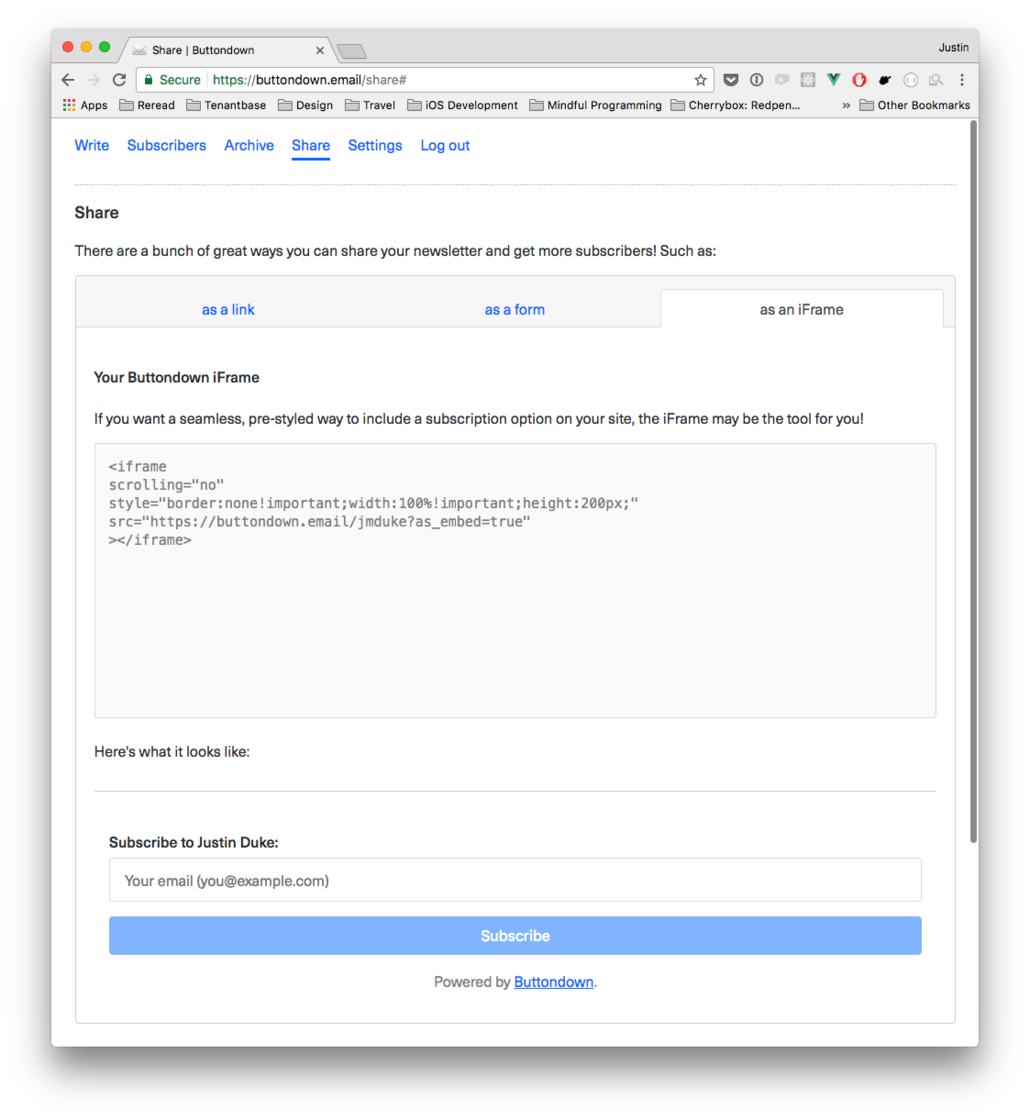 Share | Buttondown
Justin
Secure https://buttondown.email/share#
Apps Reread Tenantbase Design Travel iOS Development Mindful Programming Cherrybox: Redpen... » Other Bookmarks
Write Subscribers Archive Share Settings Log out
Share
There are a bunch of great ways you can share your newsletter and get more subscribers! Such as:
as a link as a form as an iFrame
Your Buttondown iFrame
If you want a seamless, pre-styled way to include a subscription option on your site, the iFrame may be the tool for you!
<iframe
scrolling="no"
style="border:none!important;width:100%!important;height:200px;"
src="https://buttondown.email/jmduke?as_embed=true"
></iframe>
Here's what it looks like:
Subscribe to Justin Duke:
Your email (you@example.com)
Subscribe
Powered by Buttondown.